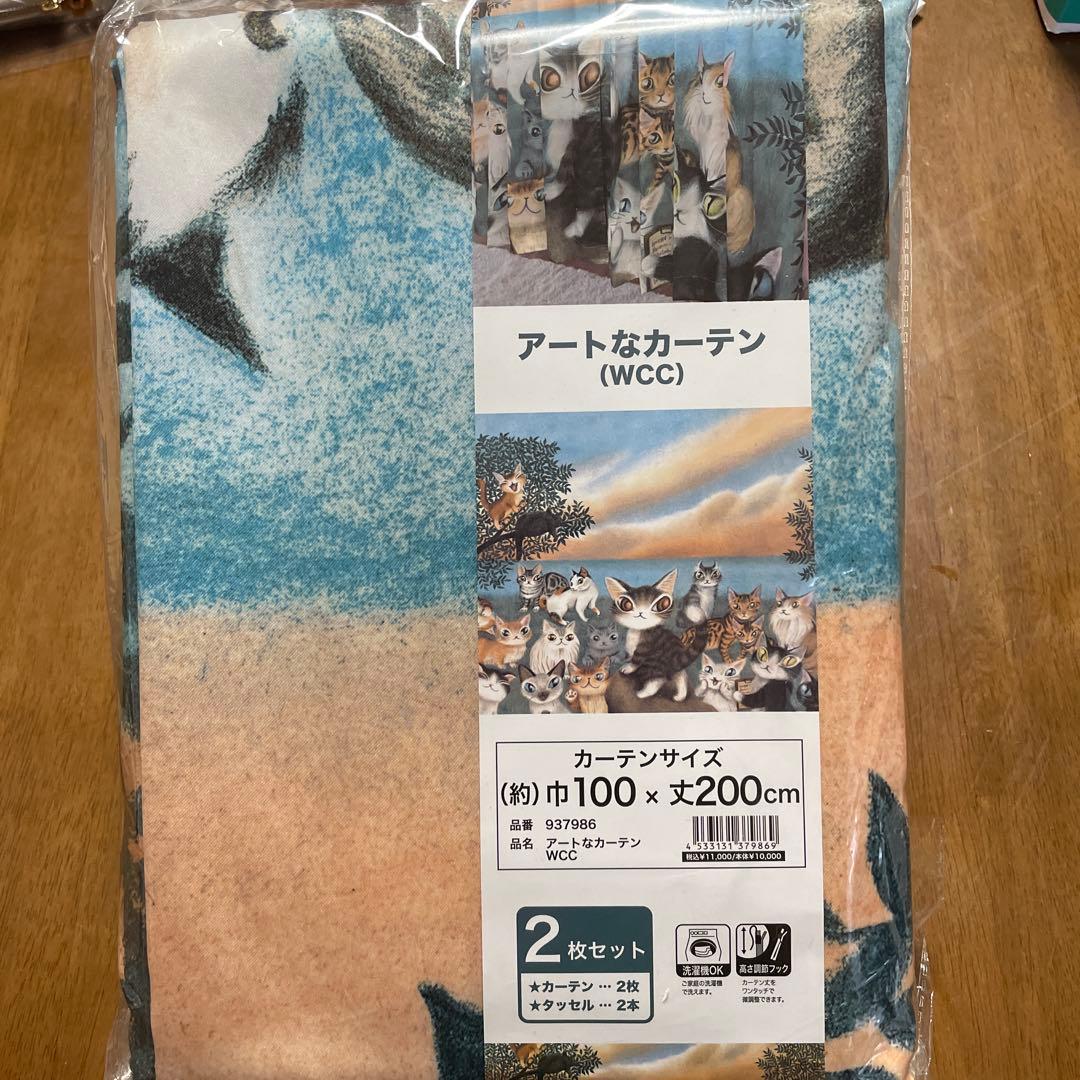 アートなカーテン
(WCC)
カーテンサイズ
(約) 巾100 × 丈200cm
品番 937986
品名 アートなカーテン
WCC
4 533131 379869
税込¥11,000/本体¥10,000
2枚セット
★カーテン … 2枚
★タッセル … 2本
洗濯機OK
ご家庭の洗濯機
で洗えます。
高さ調節フック
カーテン丈を
ワンタッチで
微調整できます。